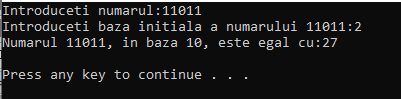 Introduceti numarul:11011
Introduceti baza initiala a numarului 11011:2
Numarul 11011, in baza 10, este egal cu:27
Press any key to continue . . .